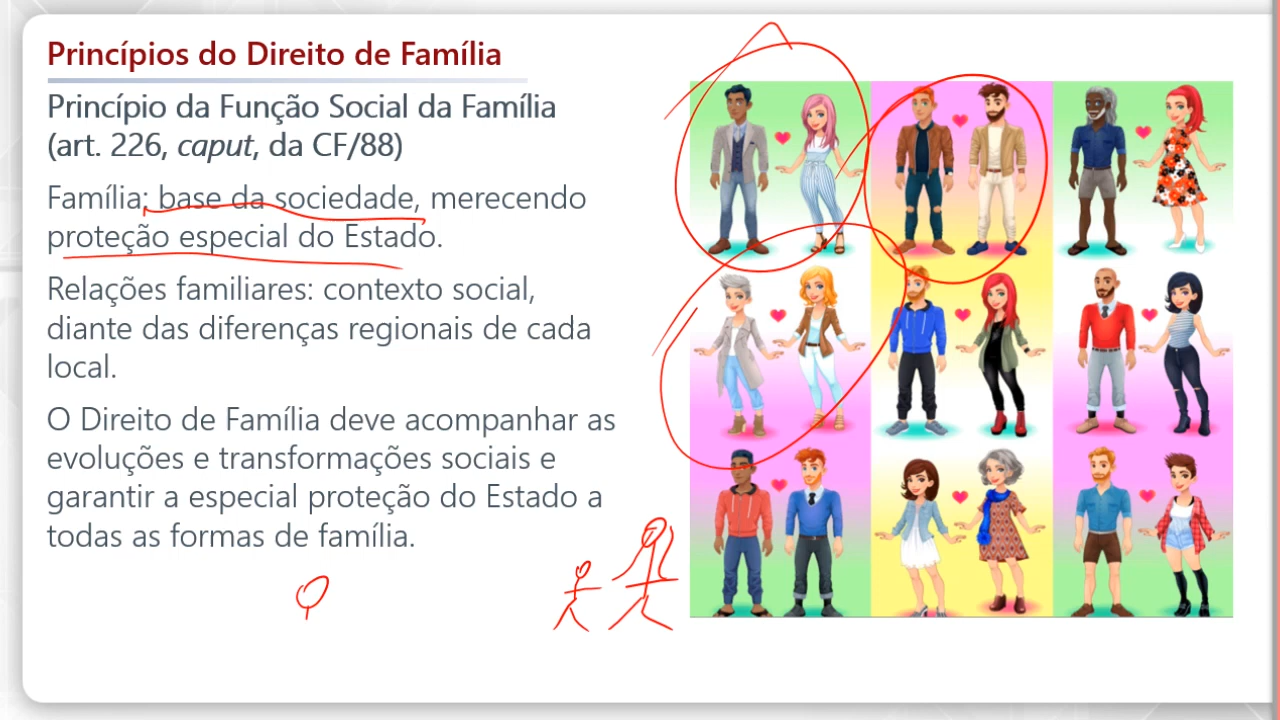 Princípios do Direito de Família
Princípio da Função Social da Família
(art. 226, caput, da CF/88)
Família: base da sociedade, merecendo
proteção especial do Estado.
Relações familiares: contexto social,
diante das diferenças regionais de cada
local.
O Direito de Família deve acompanhar as
evoluções e transformações sociais e
garantir a especial proteção do Estado a
todas as formas de família.